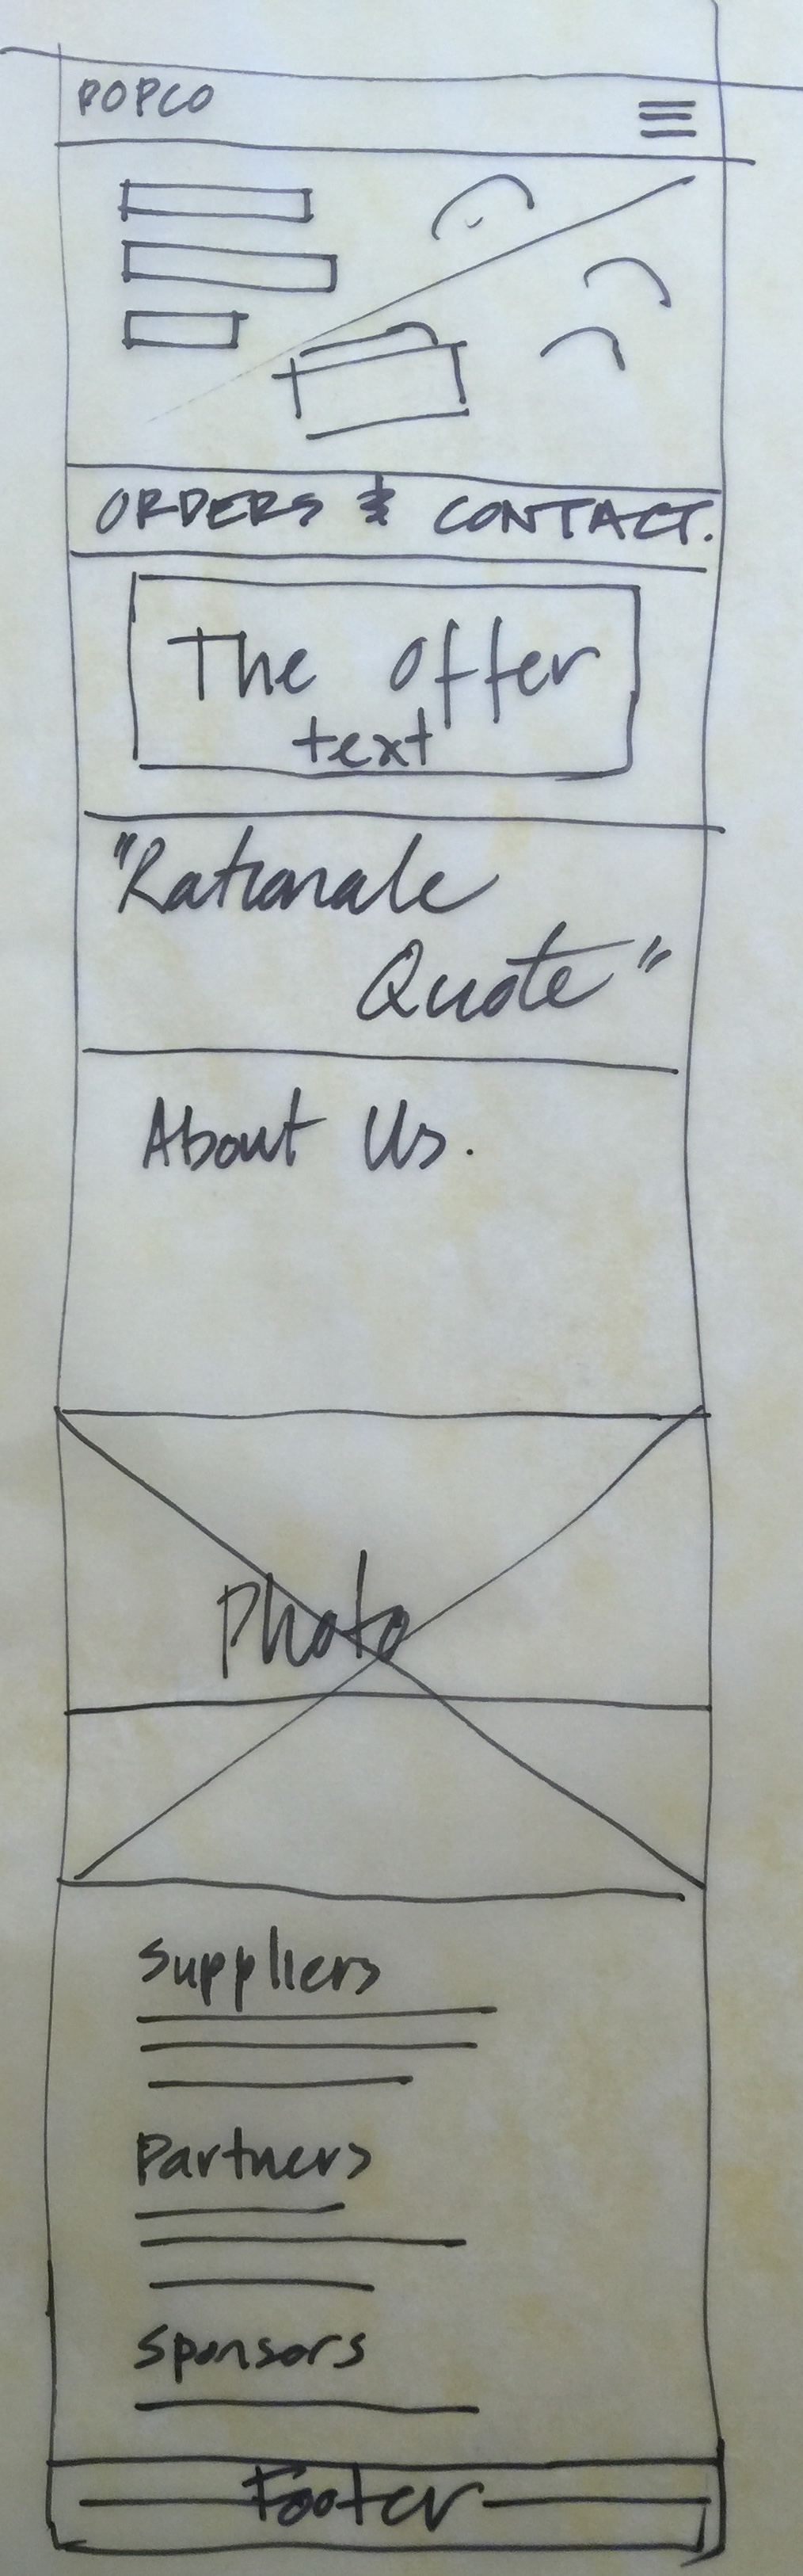 POPCO
ORDERS & CONTACT.
The Offer
text
"Rationale
Quote"
About Us.
Photo
Suppliers
Partners
Sponsors
Footer